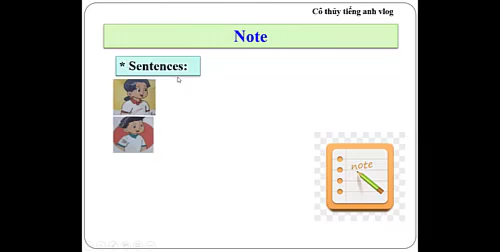 Cô thủy tiếng anh vlog
Note
* Sentences:
note